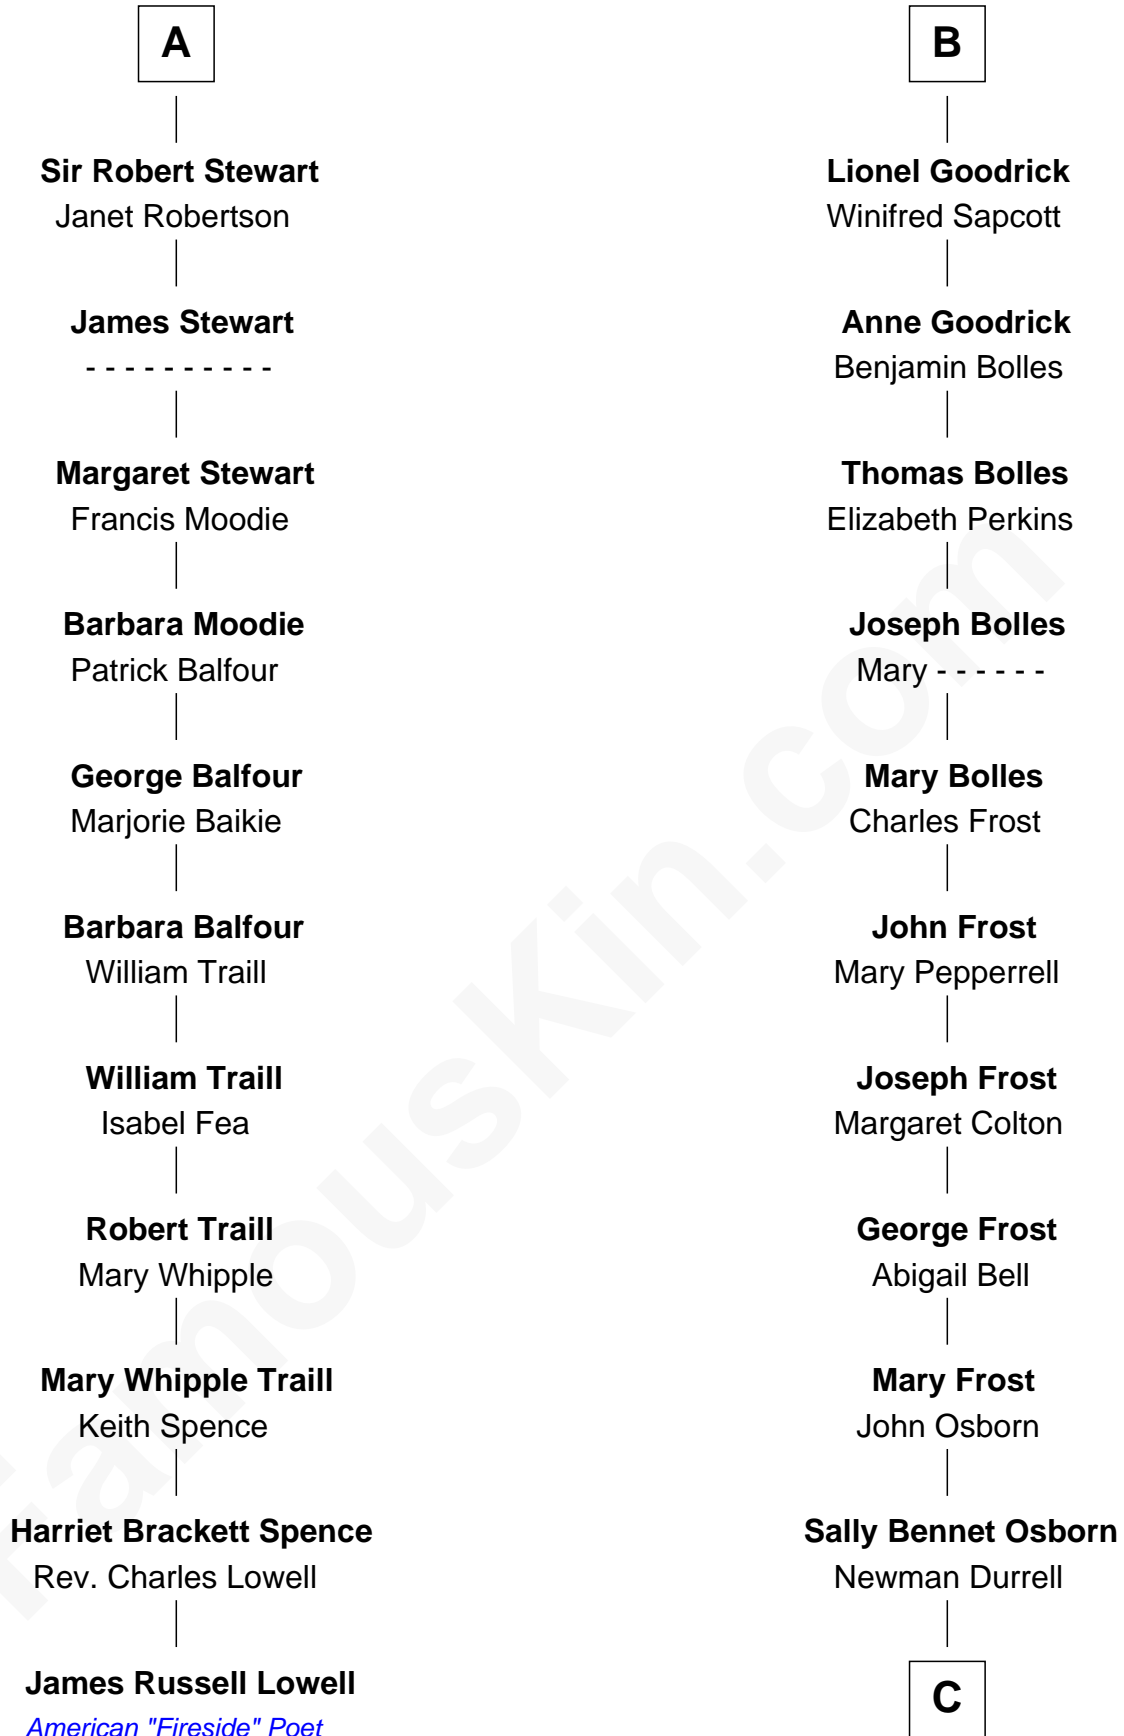 A
Sir Robert Stewart
Janet Robertson
James Stewart
- - - - - - - - - -
Margaret Stewart
Francis Moodie
Barbara Moodie
Patrick Balfour
George Balfour
Marjorie Baikie
Barbara Balfour
William Traill
William Traill
Isabel Fea
Robert Traill
Mary Whipple
Mary Whipple Traill
Keith Spence
Harriet Brackett Spence
Rev. Charles Lowell
James Russell Lowell
American "Fireside" Poet
B
Lionel Goodrick
Winifred Sapcott
Anne Goodrick
Benjamin Bolles
Thomas Bolles
Elizabeth Perkins
Joseph Bolles
Mary - - - - - -
Mary Bolles
Charles Frost
John Frost
Mary Pepperrell
Joseph Frost
Margaret Colton
George Frost
Abigail Bell
Mary Frost
John Osborn
Sally Bennet Osborn
Newman Durrell
C
FamousKin.com